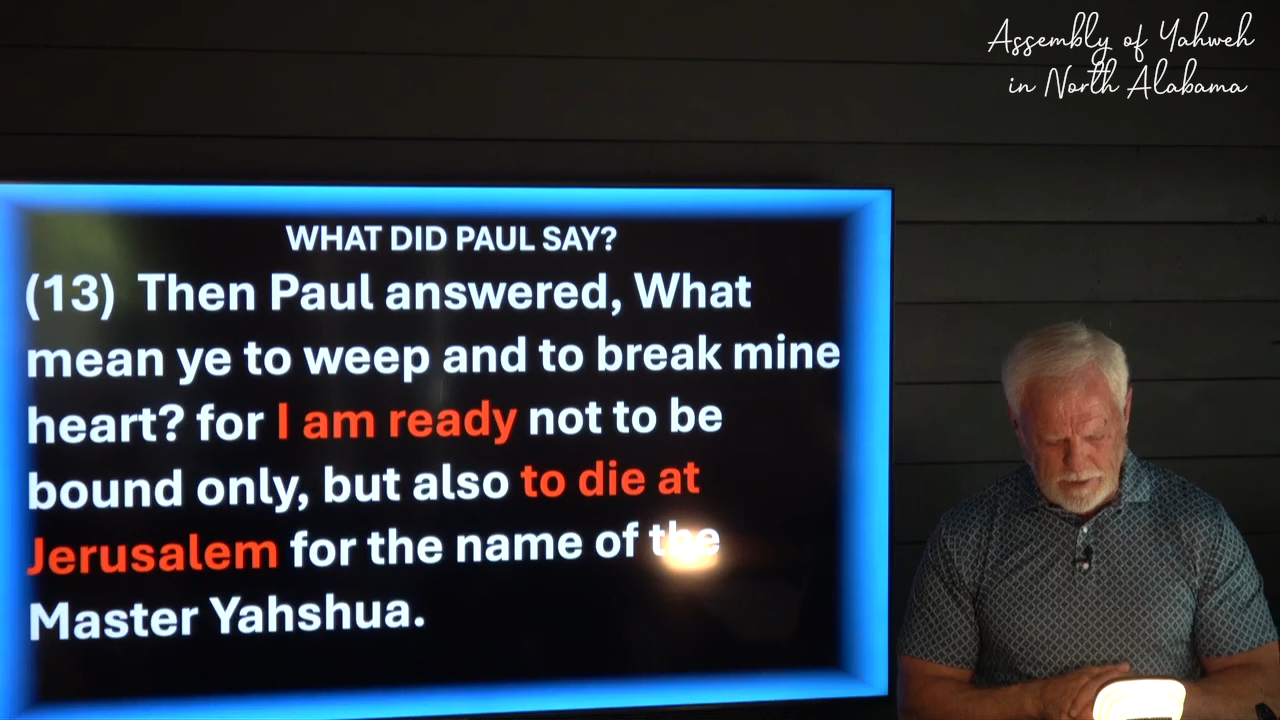 Assembly of Yahweh
in North Alabama
WHAT DID PAUL SAY?
(13) Then Paul answered, What
mean ye to weep and to break mine
heart? for I am ready not to be
bound only, but also to die at
Jerusalem for the name of the
Master Yahshua.